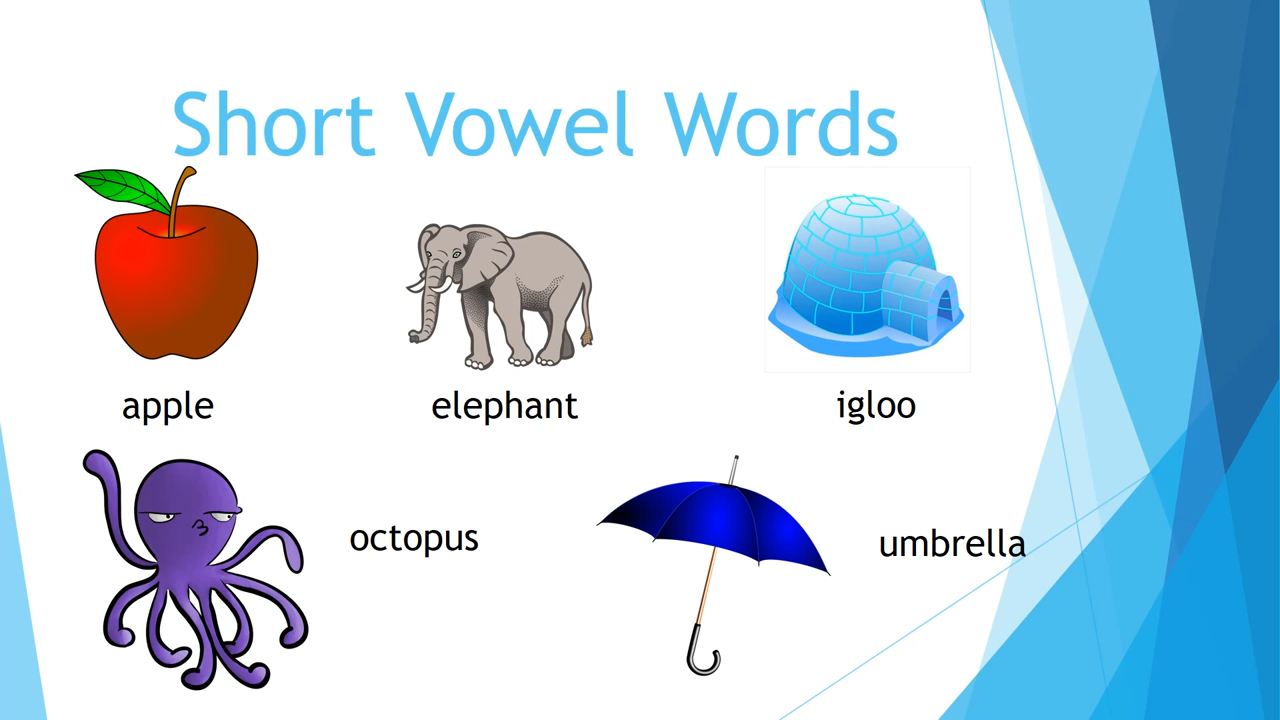 Short Vowel Words
apple
elephant
igloo
octopus
umbrella